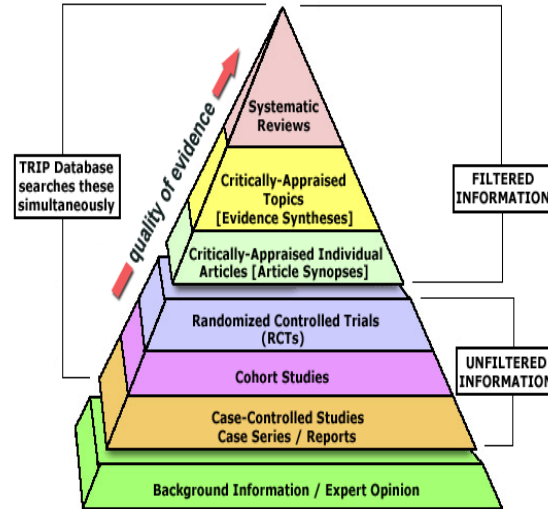 Systematic
Reviews
quality of evidence
TRIP Database
searches these
simultaneously
Critically-Appraised
Topics
[Evidence Syntheses]
FILTERED
INFORMATION
Critically-Appraised Individual
Articles [Article Synopses]
Randomized Controlled Trials
(RCTs)
UNFILTERED
INFORMATION
Cohort Studies
Case-Controlled Studies
Case Series / Reports
Background Information / Expert Opinion